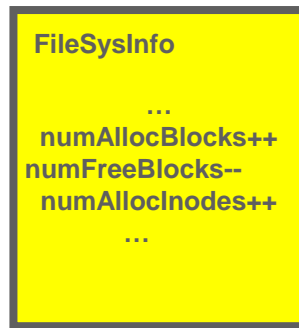 FileSysInfo
…
numAllocBlocks++
numFreeBlocks--
numAllocInodes++
…